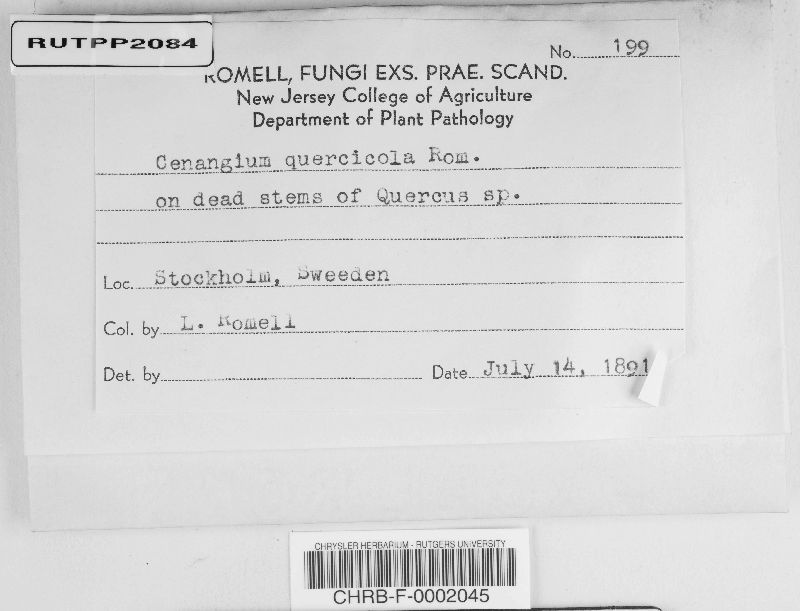 RUTPP2084
No. 199
ROMELL, FUNGI EXS. PRAE. SCAND.
New Jersey College of Agriculture
Department of Plant Pathology
Cenangium quercicola Rom.
on dead stems of Quercus sp.
Loc. Stockholm, Sweeden
Col. by L. Romell
Det. by Date July 14, 1891
CHRYSLER HERBARIUM - RUTGERS UNIVERSITY
CHRB-F-0002045